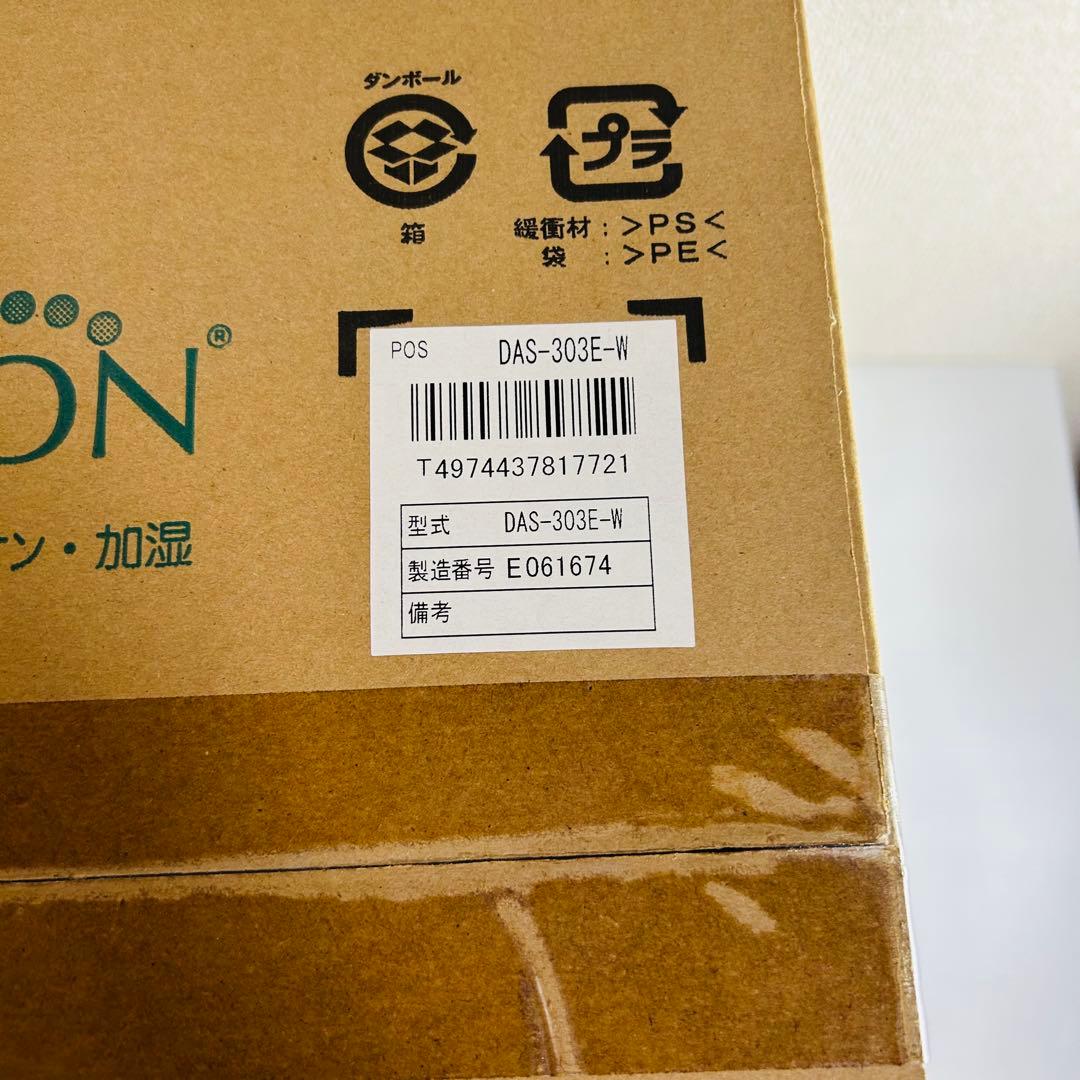 ダンボール
プラ
箱
緩衝材：＞PS＜
袋　：＞PE＜
ON®
POS DAS-303E-W
T4974437817721
型式 DAS-303E-W
製造番号 E061674
備考
ン・加湿